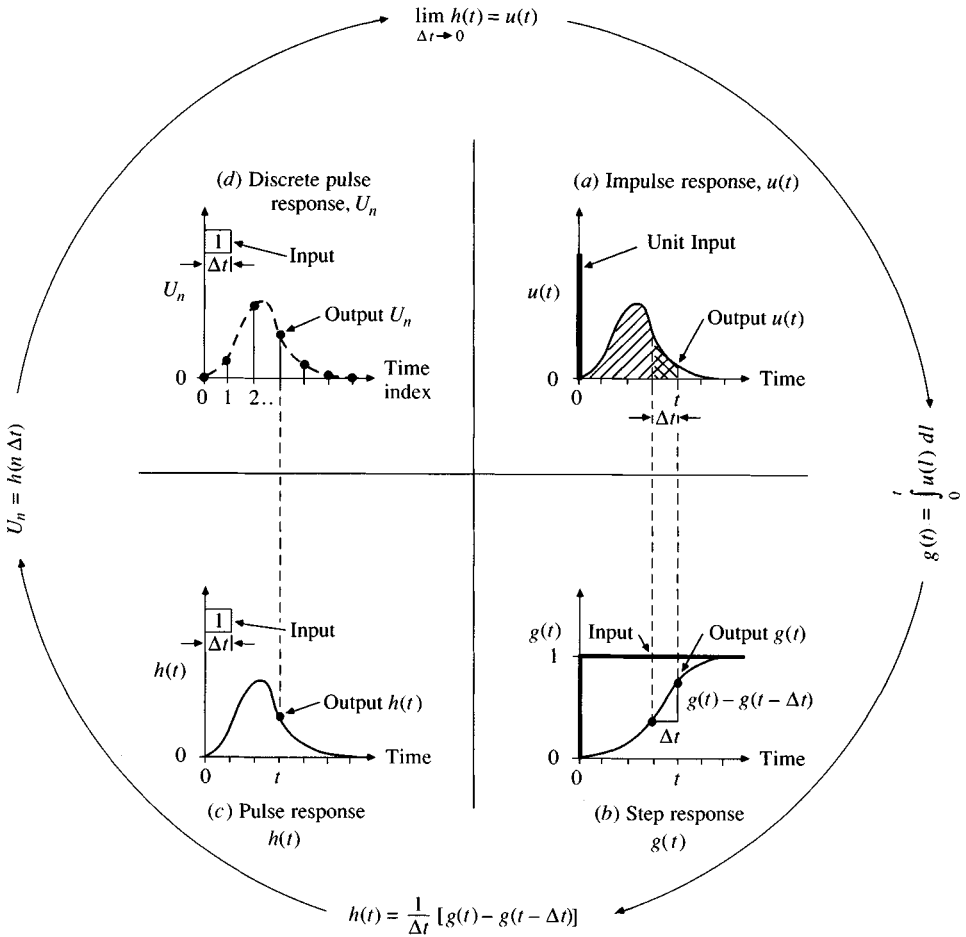 lim h(t) = u(t)
Δt→0
(d) Discrete pulse
response, Uₙ
1
Input
Δt
Uₙ
Output Uₙ
0
0 1 2 . .
Time
index
(a) Impulse response, u(t)
Unit Input
u(t)
Output u(t)
0
0
t
Time
Δt
Uₙ = h(n Δt)
g(t) = ∫₀ᵗ u(l) dl
1
Input
Δt
h(t)
Output h(t)
0
0
t
Time
(c) Pulse response
h(t)
g(t)
Input
Output g(t)
1
g(t) − g(t − Δt)
Δt
0
0
t
Time
(b) Step response
g(t)
h(t) = 1/Δt [g(t) − g(t − Δt)]